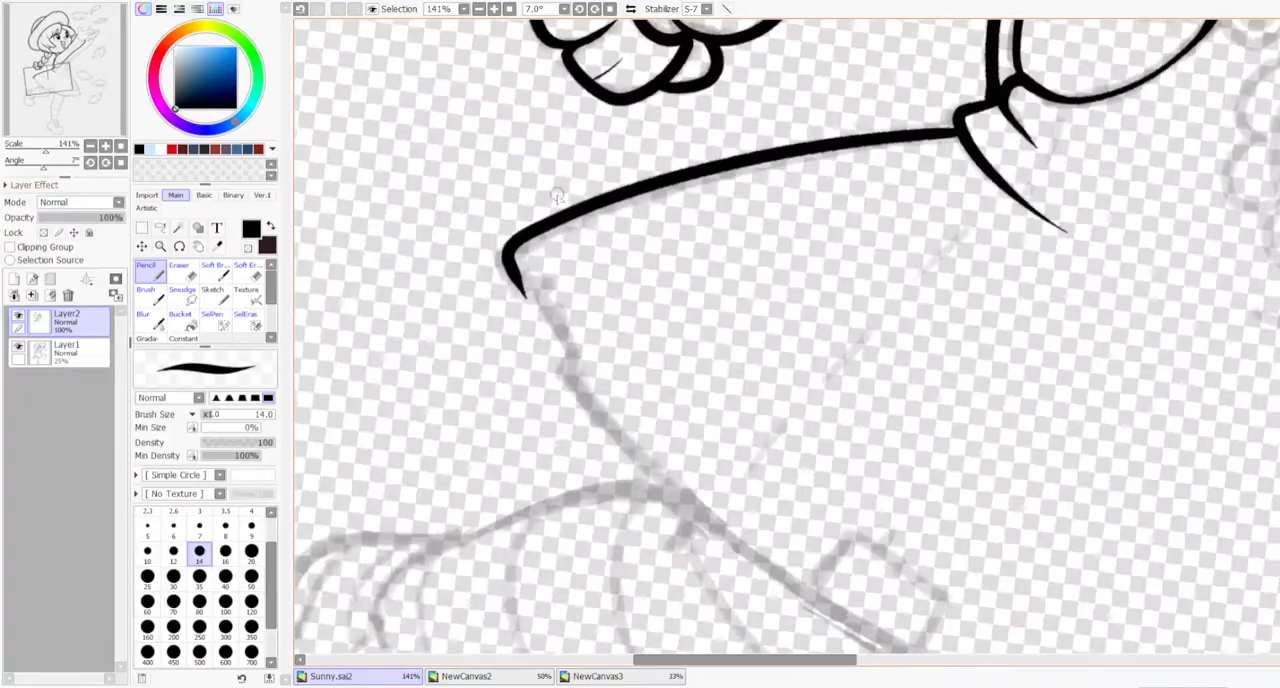 Selection 141% 7.0° Stabilizer S-7
Scale 141%
Angle 7°
Layer Effect
Mode Normal
Opacity 100%
Lock
Clipping Group
Selection Source
Layer2
Normal
100%
Layer1
Normal
25%
Import Main Basic Binary Ver.1
Artistic
T
Pencil Eraser Soft Br... Soft Er...
Brush Smudge Sketch Texture
Blur Bucket SelPen SelEras
Grada- Constant
Normal
Brush Size x1.0 14.0
Min Size 0%
Density 100
Min Density 100%
[ Simple Circle ]
[ No Texture ]
2.3 2.6 3 3.5 4
5 6 7 8 9
10 12 14 16 20
25 30 35 40 50
60 70 80 100 120
160 200 250 300 350
400 450 500 600 700
Sunny.sai2 141% NewCanvas2 50% NewCanvas3 33%